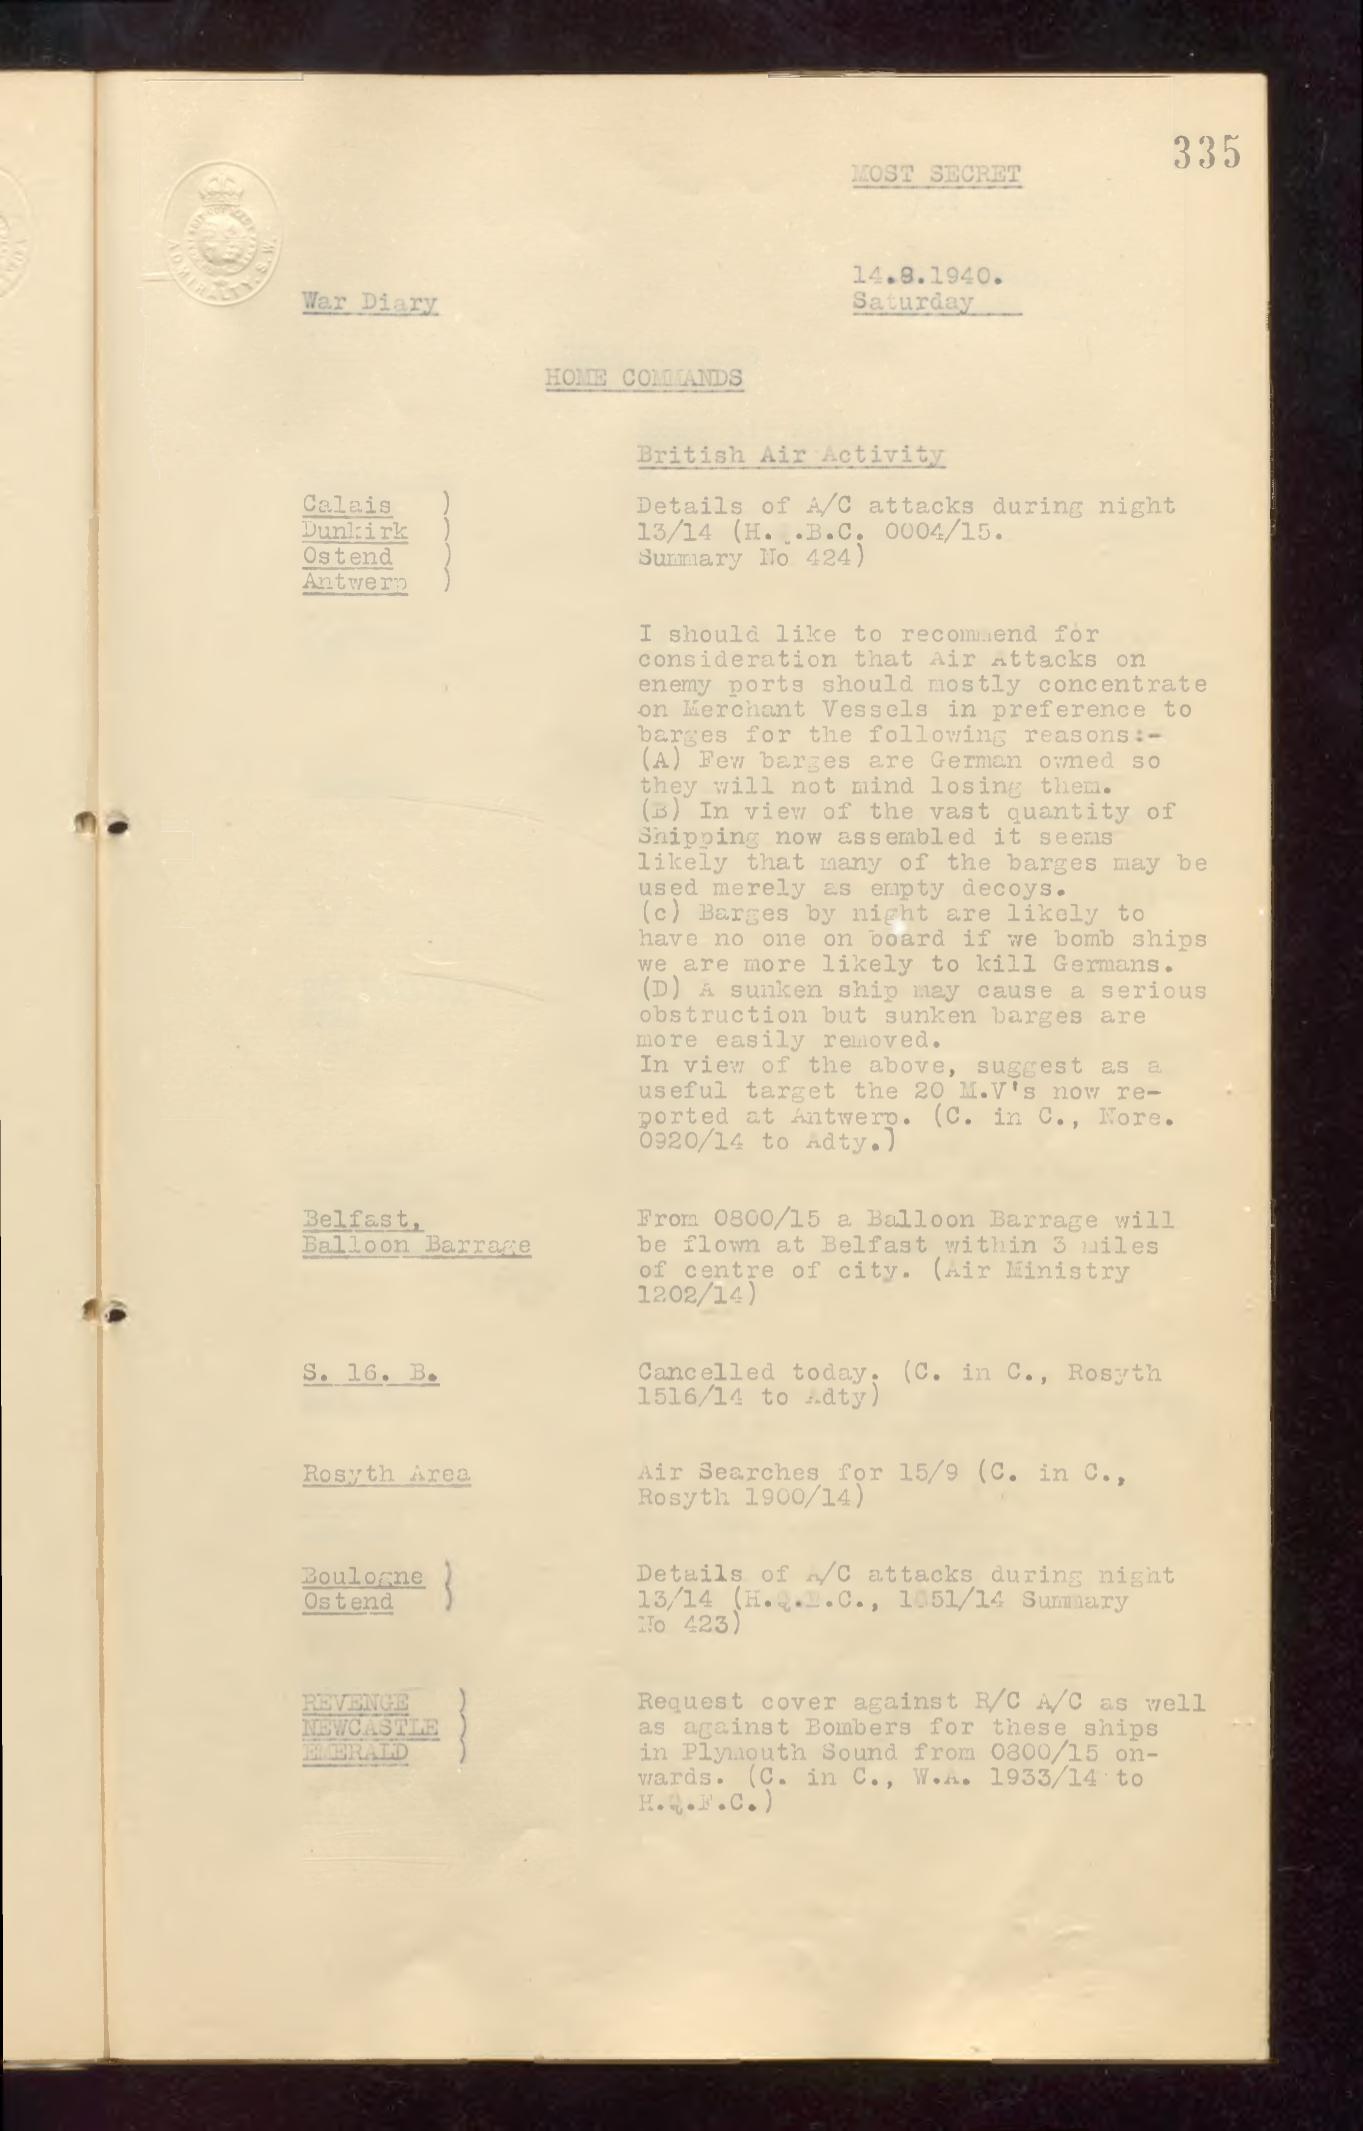 335
MOST SECRET
ADMIRALTY.S.W.
14.8.1940.
War Diary
Saturday
HOME COMMANDS
British Air Activity
Calais )
Dunkirk )
Ostend )
Antwerp )
Details of A/C attacks during night
13/14 (H. .B.C. 0004/15.
Summary No 424)
I should like to recommend for
consideration that Air Attacks on
enemy ports should mostly concentrate
on Merchant Vessels in preference to
barges for the following reasons:-
(A) Few barges are German owned so
they will not mind losing them.
(B) In view of the vast quantity of
Shipping now assembled it seems
likely that many of the barges may be
used merely as empty decoys.
(c) Barges by night are likely to
have no one on board if we bomb ships
we are more likely to kill Germans.
(D) A sunken ship may cause a serious
obstruction but sunken barges are
more easily removed.
In view of the above, suggest as a
useful target the 20 M.V's now re-
ported at Antwerp. (C. in C., Nore.
0920/14 to Adty.)
Belfast,
Balloon Barrage
From 0800/15 a Balloon Barrage will
be flown at Belfast within 3 miles
of centre of city. (Air Ministry
1202/14)
S. 16. B.
Cancelled today. (C. in C., Rosyth
1516/14 to Adty)
Rosyth Area
Air Searches for 15/9 (C. in C.,
Rosyth 1900/14)
Boulogne )
Ostend )
Details of A/C attacks during night
13/14 (H.Q.B.C., 1051/14 Summary
No 423)
REVENGE )
NEWCASTLE )
EMERALD )
Request cover against R/C A/C as well
as against Bombers for these ships
in Plymouth Sound from 0800/15 on-
wards. (C. in C., W.A. 1933/14 to
H.Q.F.C.)